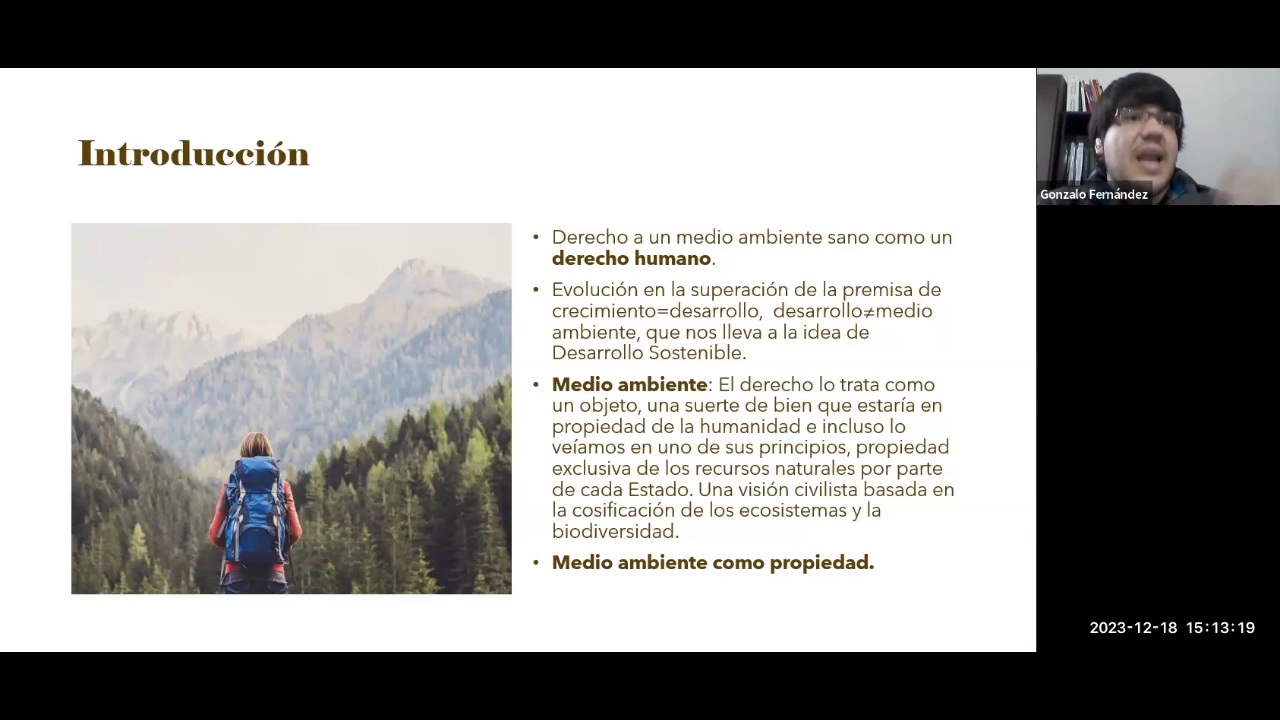 Introducción
• Derecho a un medio ambiente sano como un
derecho humano.
• Evolución en la superación de la premisa de
crecimiento=desarrollo, desarrollo≠medio
ambiente, que nos lleva a la idea de
Desarrollo Sostenible.
• Medio ambiente: El derecho lo trata como
un objeto, una suerte de bien que estaría en
propiedad de la humanidad e incluso lo
veíamos en uno de sus principios, propiedad
exclusiva de los recursos naturales por parte
de cada Estado. Una visión civilista basada en
la cosificación de los ecosistemas y la
biodiversidad.
• Medio ambiente como propiedad.
Gonzalo Fernández
2023-12-18 15:13:19